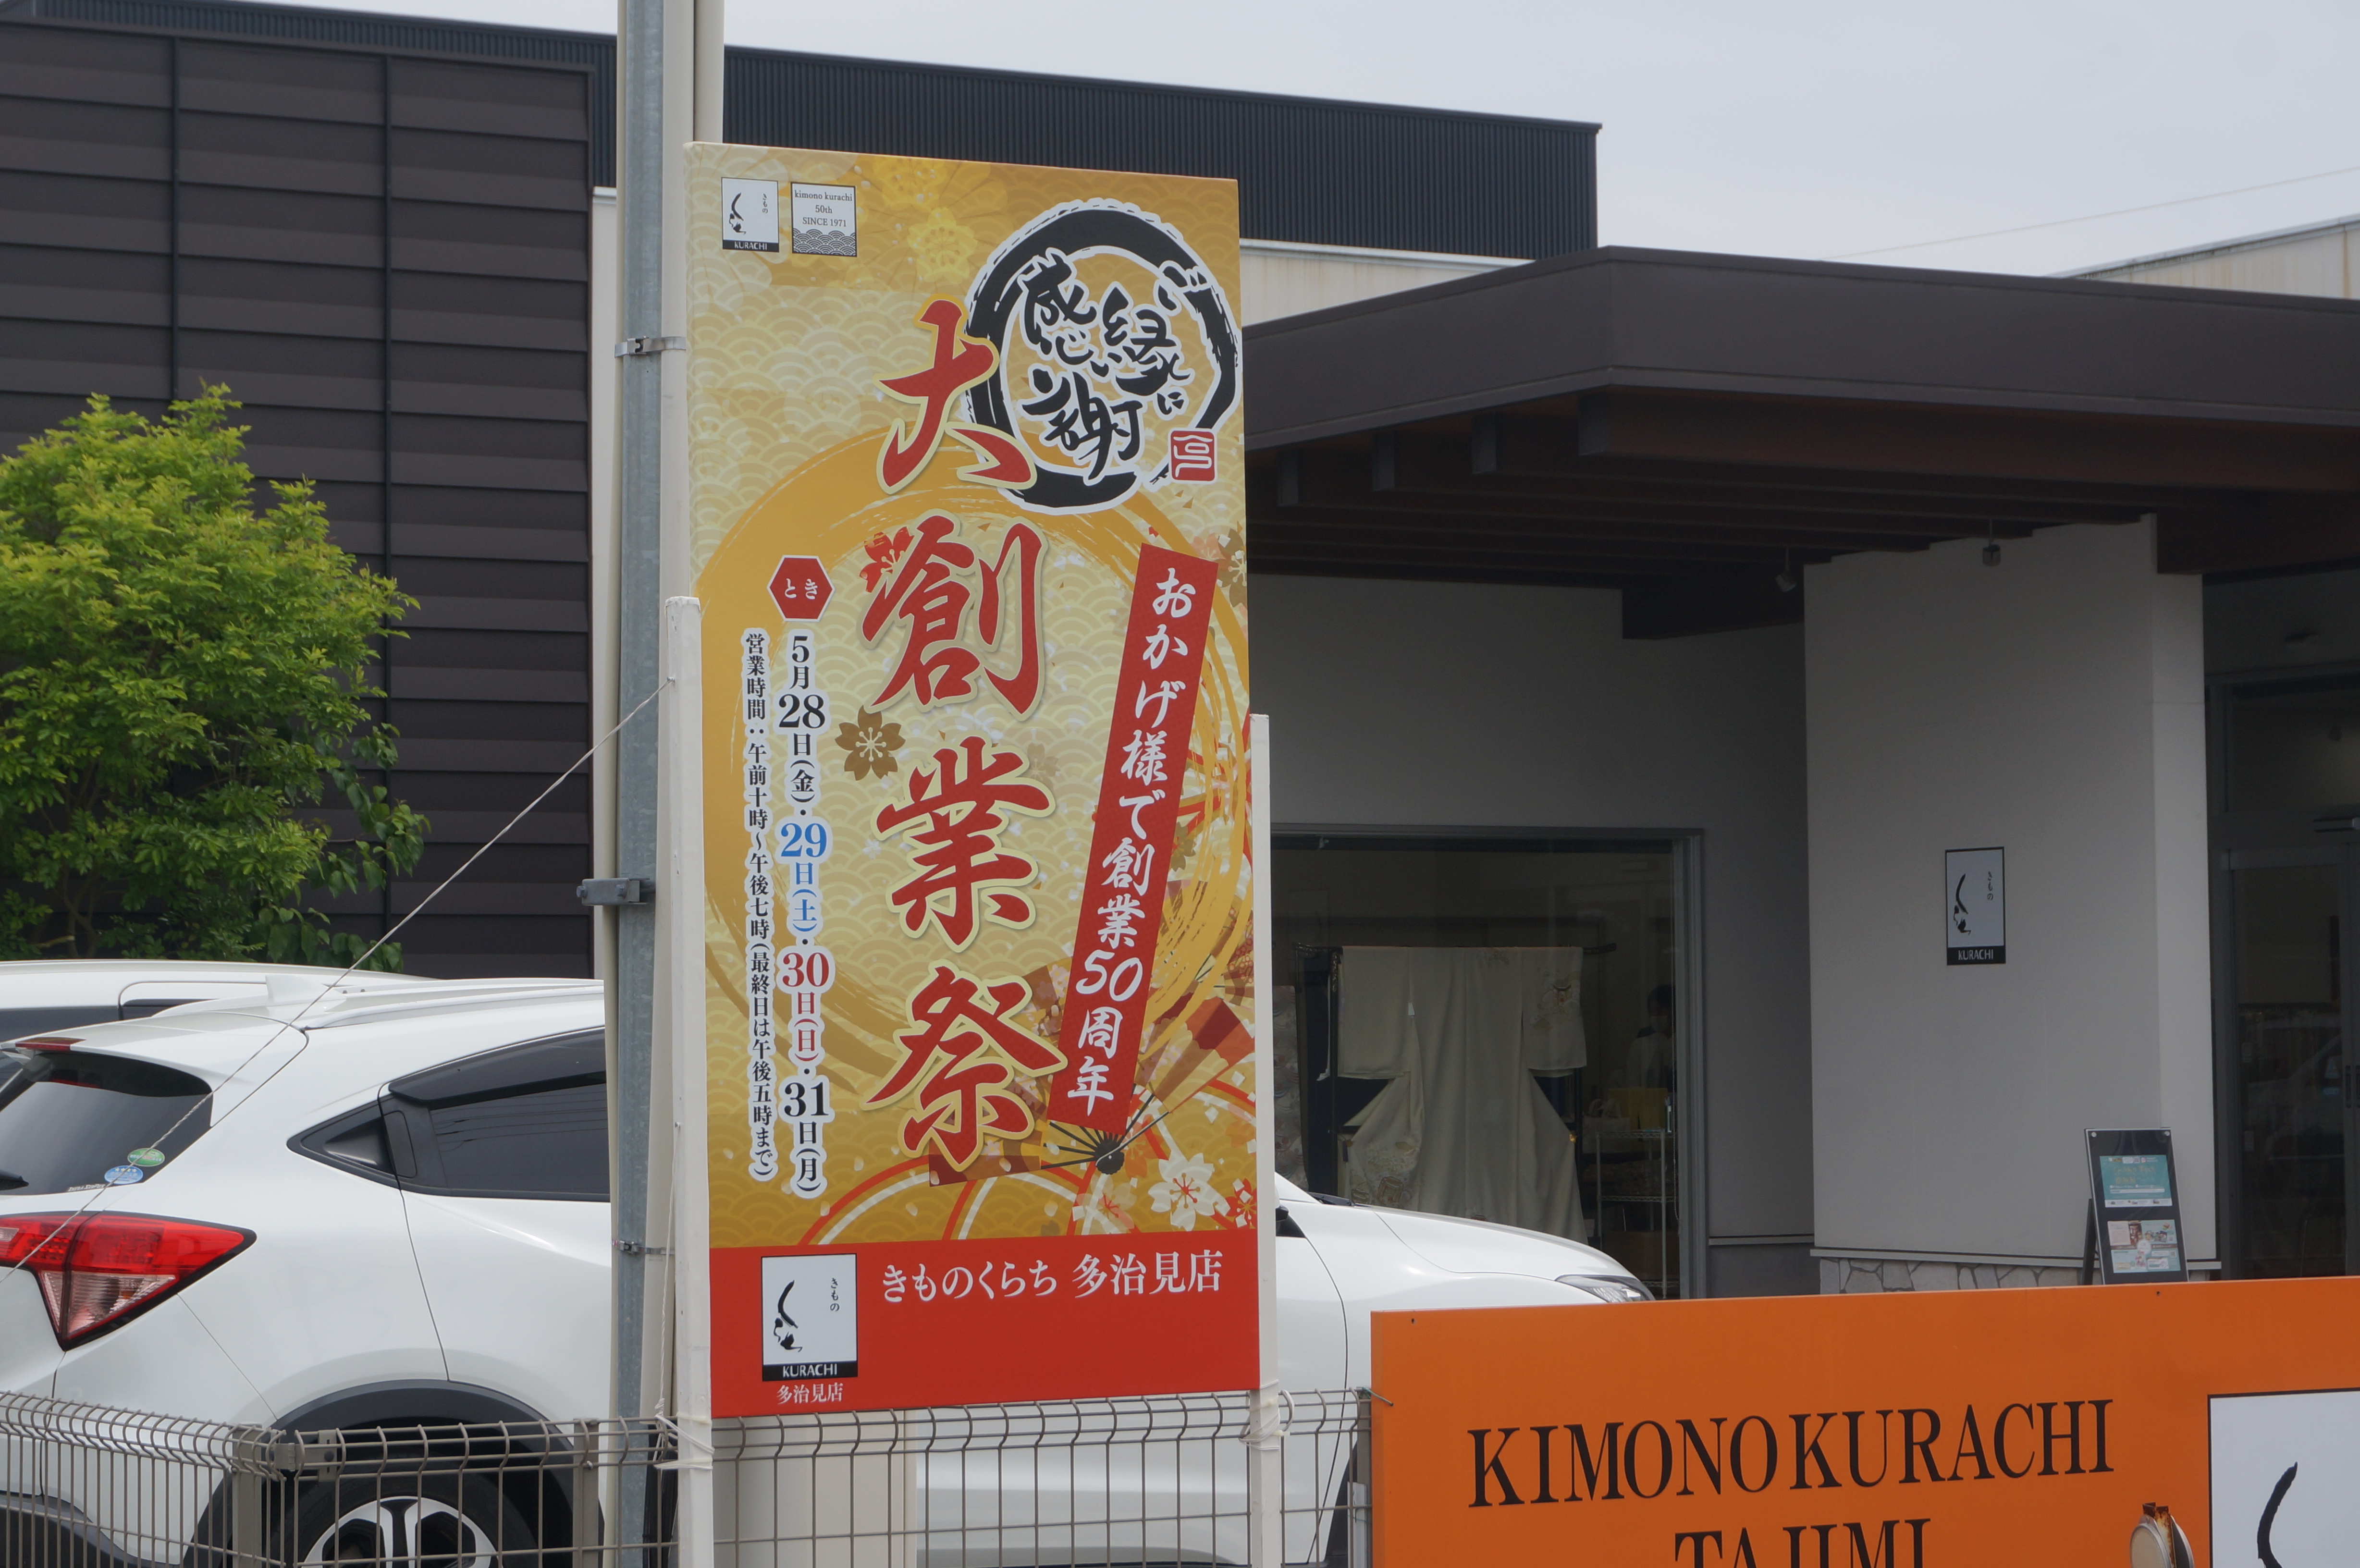 きもの
KURACHI
kimono kurachi
50th
SINCE 1971
ご縁に
感謝
大創業祭
おかげ様で創業50周年
とき
5月28日(金)・29日(土)・30日(日)・31日(月)
営業時間：午前十時〜午後七時(最終日は午後五時まで)
きものくらち 多治見店
きもの
KURACHI
多治見店
きもの
KURACHI
KIMONO KURACHI
TAJIMI